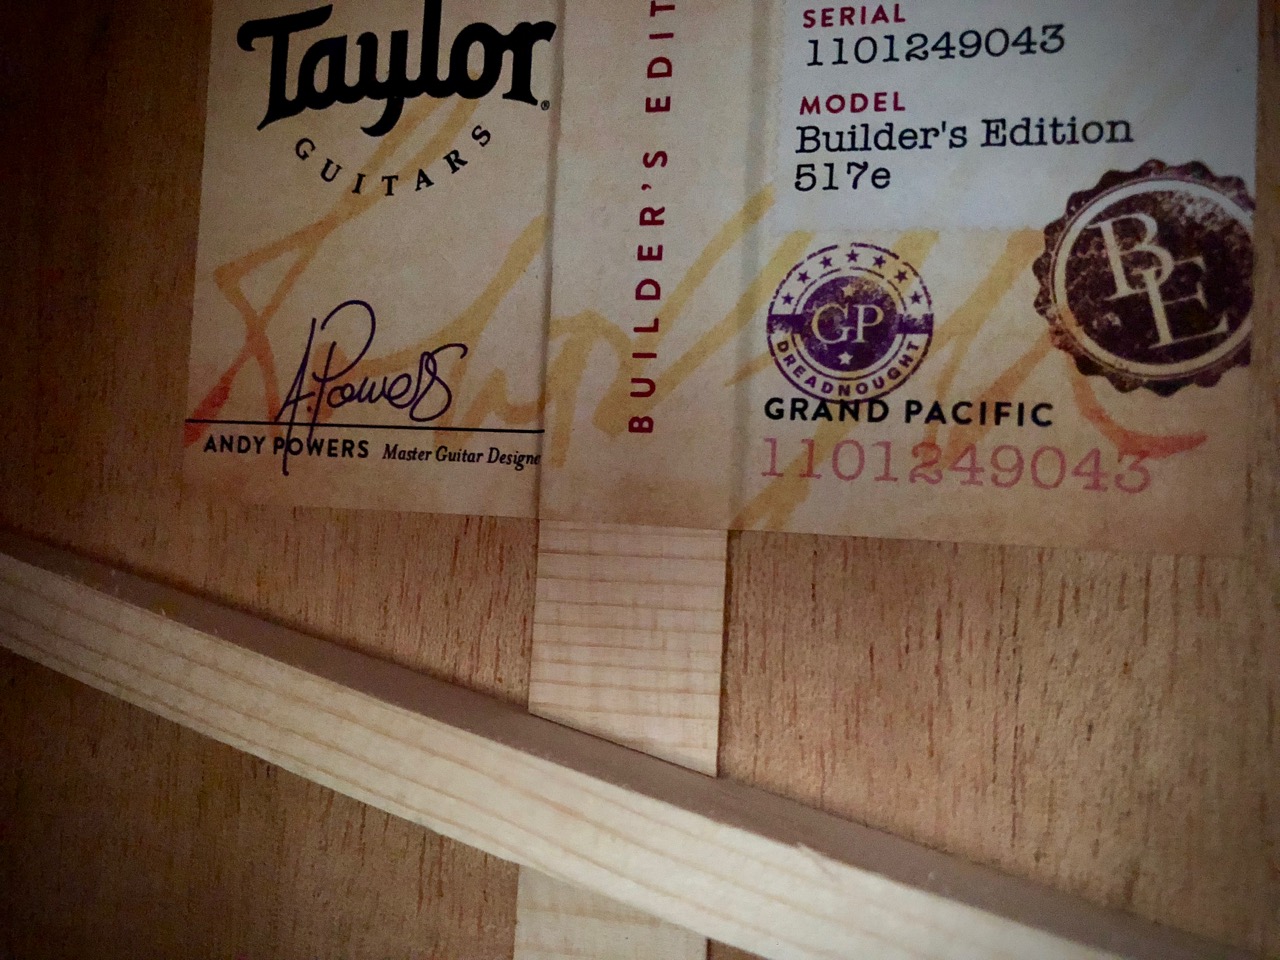 Taylor®
GUITARS
A. Powers
ANDY POWERS Master Guitar Designe
BUILDER'S EDIT
SERIAL
1101249043
MODEL
Builder's Edition
517e
GP
DREADNOUGHT
BE
GRAND PACIFIC
1101249043